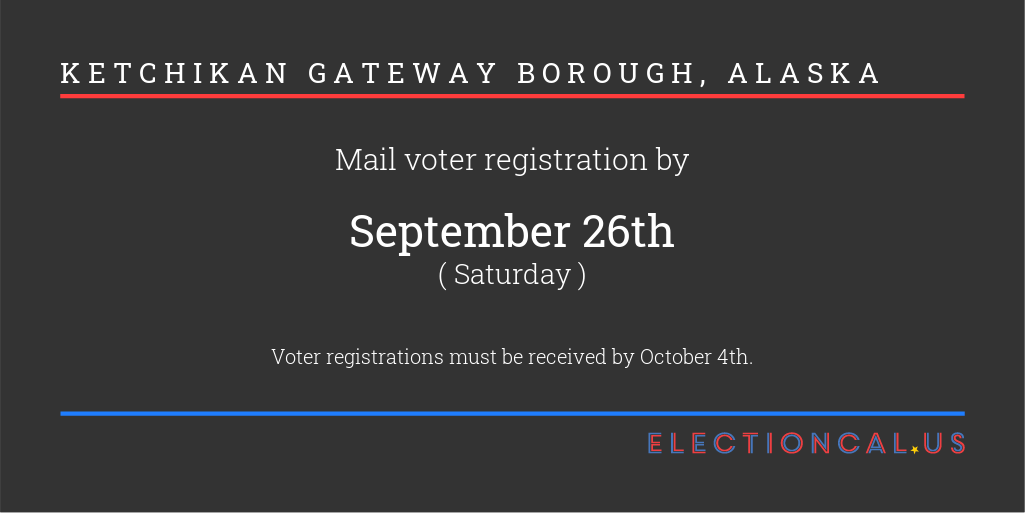 KETCHIKAN GATEWAY BOROUGH, ALASKA
Mail voter registration by
September 26th
( Saturday )
Voter registrations must be received by October 4th.
ELECTIONCAL.US